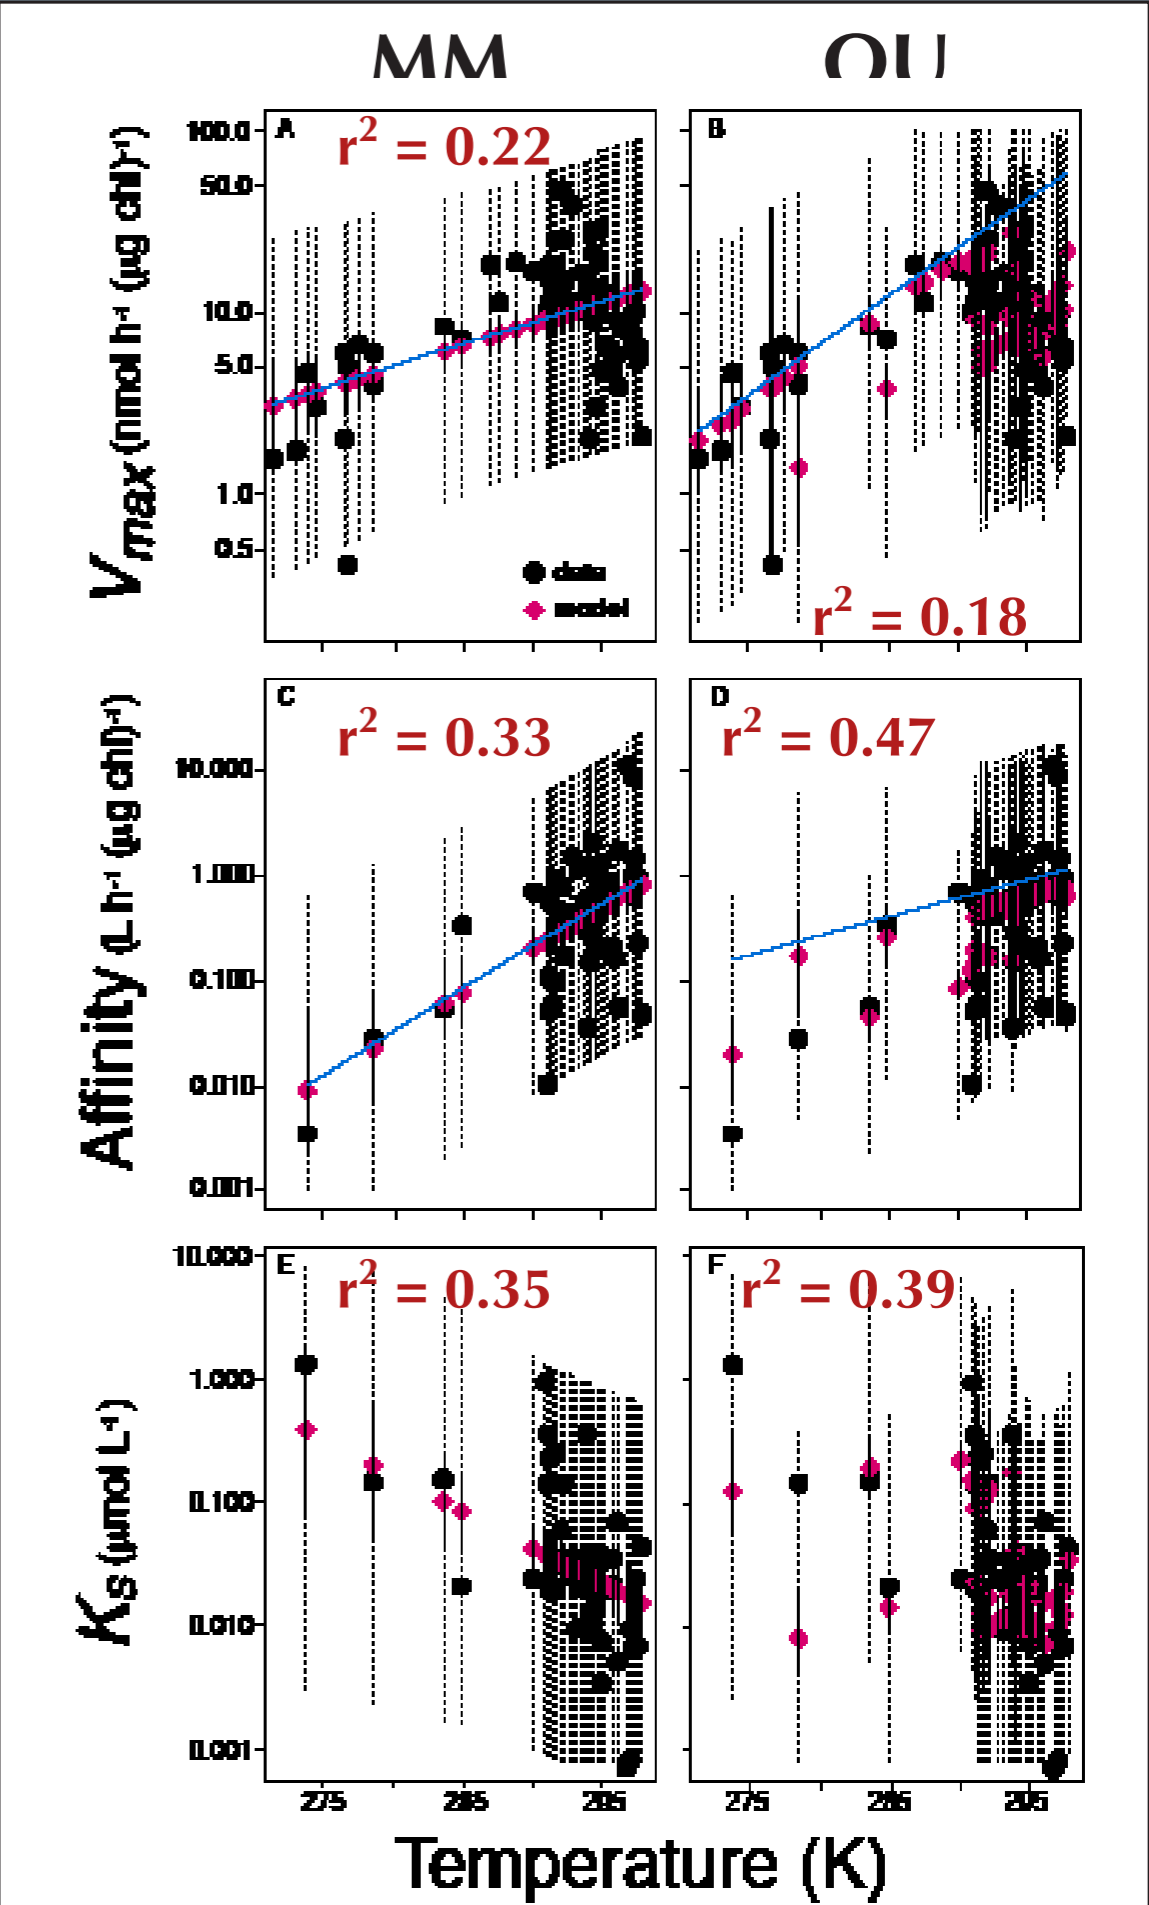 MM OU
A r² = 0.22
B
100.0
50.0
10.0
5.0
1.0
0.5
Vmax (nmol h⁻¹ (µg chl)⁻¹)
data
model
r² = 0.18
C r² = 0.33
D r² = 0.47
10.000
1.000
0.100
0.010
0.001
Affinity (L h⁻¹ (µg chl)⁻¹)
E r² = 0.35
F r² = 0.39
10.000
1.000
0.100
0.010
0.001
KS (µmol L⁻¹)
275 285 295 275 285 295
Temperature (K)